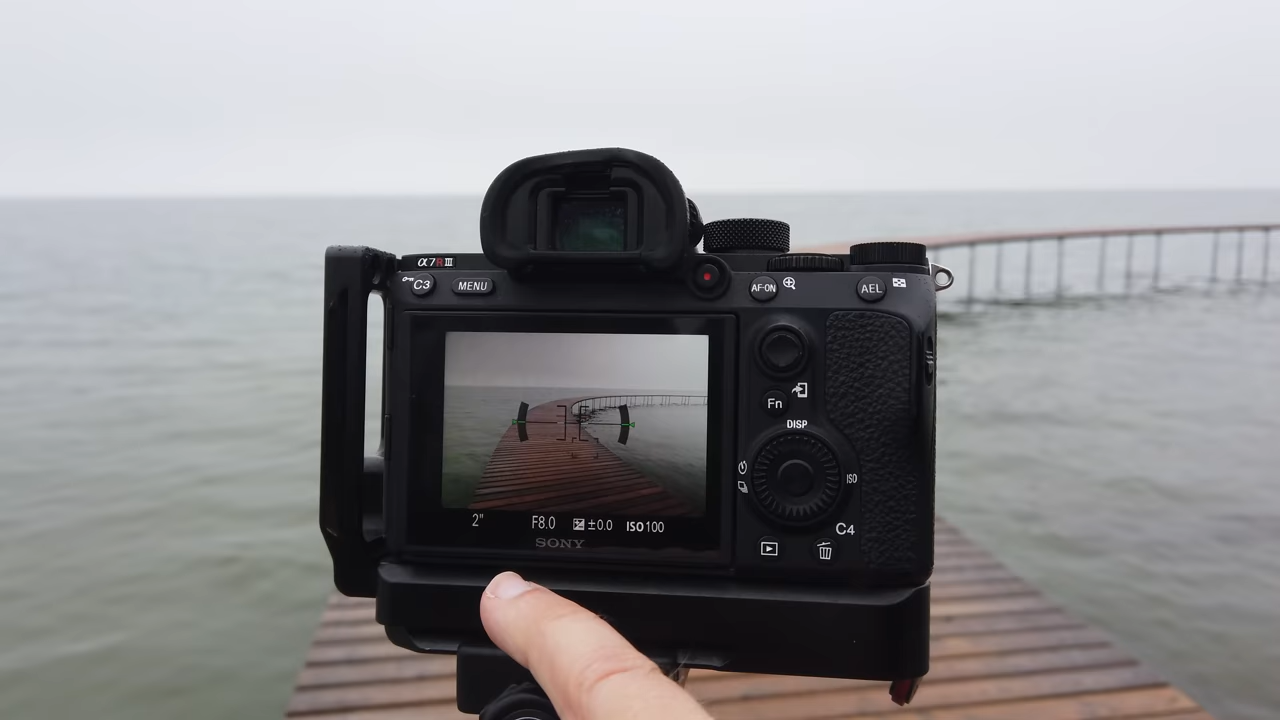 α7RIII
C3 MENU
AF-ON AEL
Fn
DISP
ISO
2" F8.0 ±0.0 ISO 100
C4
SONY